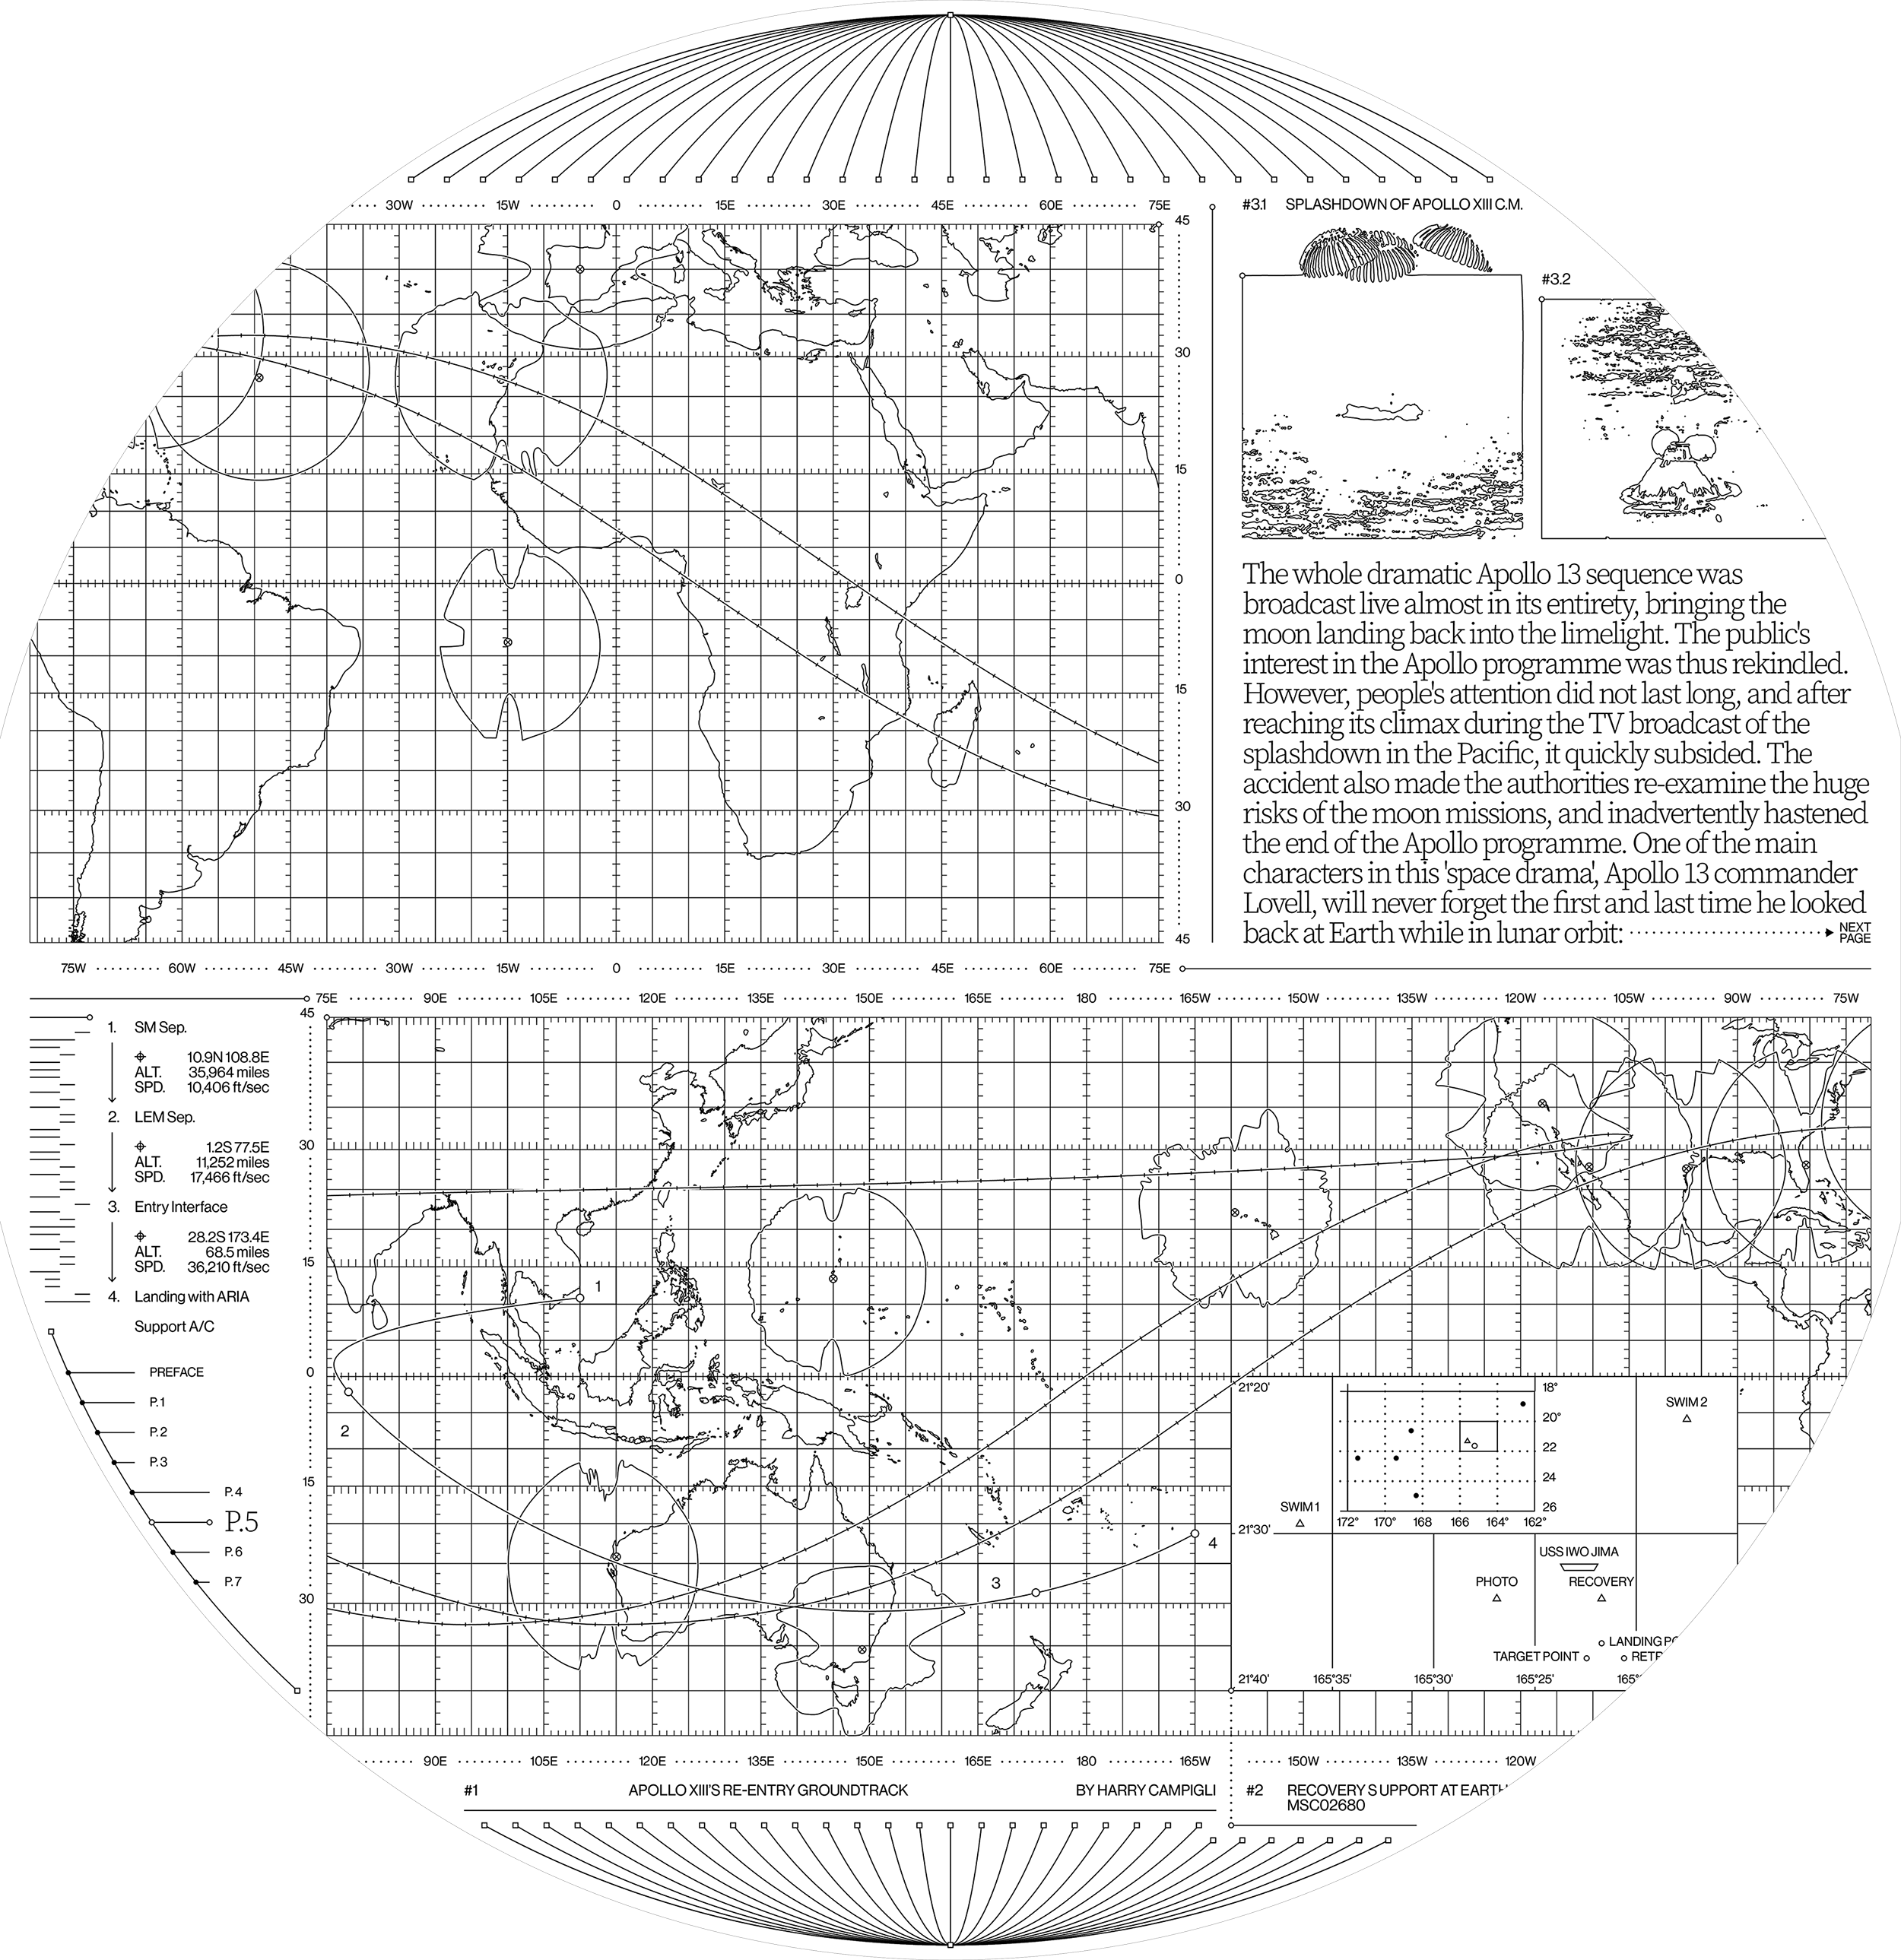 30W 15W 0 15E 30E 45E 60E 75E
45
30
15
0
15
30
45
75W 60W 45W 30W 15W 0 15E 30E 45E 60E 75E
#3.1 SPLASHDOWN OF APOLLO XIII C.M.
#3.2
The whole dramatic Apollo 13 sequence was
broadcast live almost in its entirety, bringing the
moon landing back into the limelight. The public's
interest in the Apollo programme was thus rekindled.
However, people's attention did not last long, and after
reaching its climax during the TV broadcast of the
splashdown in the Pacific, it quickly subsided. The
accident also made the authorities re-examine the huge
risks of the moon missions, and inadvertently hastened
the end of the Apollo programme. One of the main
characters in this 'space drama', Apollo 13 commander
Lovell, will never forget the first and last time he looked
back at Earth while in lunar orbit:
NEXT
PAGE
1. SM Sep.
10.9N 108.8E
ALT. 35,964 miles
SPD. 10,406 ft/sec
2. LEM Sep.
1.2S 77.5E
ALT. 11,252 miles
SPD. 17,466 ft/sec
3. Entry Interface
28.2S 173.4E
ALT. 68.5 miles
SPD. 36,210 ft/sec
4. Landing with ARIA
Support A/C
PREFACE
P.1
P.2
P.3
P.4
P.5
P.6
P.7
75E 90E 105E 120E 135E 150E 165E 180 165W 150W 135W 120W 105W 90W 75W
45
30
15
0
15
30
1
2
3
4
21°20'
21°30'
21°40'
18°
20°
22
24
26
172° 170° 168 166 164° 162°
SWIM 2
SWIM 1
USS IWO JIMA
PHOTO
RECOVERY
LANDING PO
TARGET POINT
RETR
165°35' 165°30' 165°25' 165°
90E 105E 120E 135E 150E 165E 180 165W 150W 135W 120W
#1 APOLLO XIII'S RE-ENTRY GROUNDTRACK BY HARRY CAMPIGLI
#2 RECOVERY SUPPORT AT EARTH
MSC02680